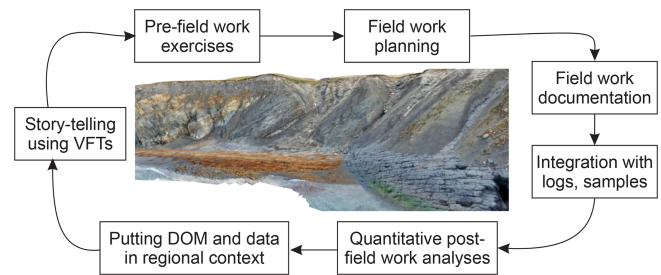 Pre-field work
exercises
Field work
planning
Field work
documentation
Integration with
logs, samples
Quantitative post-
field work analyses
Putting DOM and data
in regional context
Story-telling
using VFTs